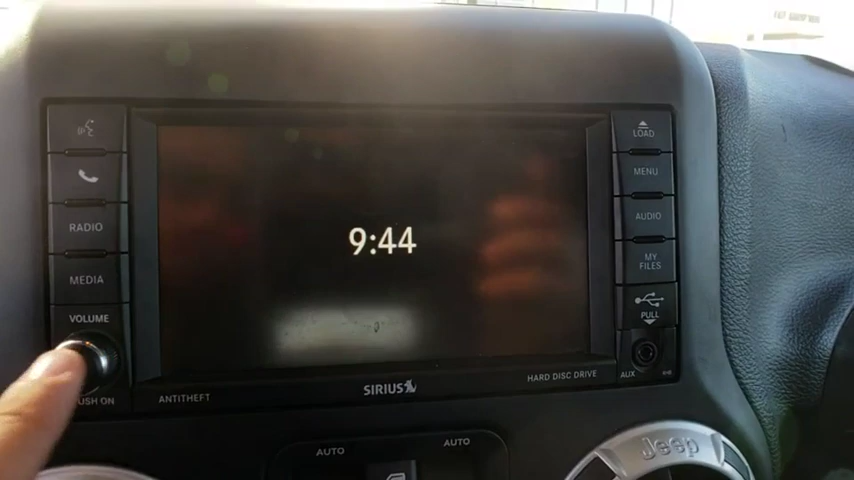 LOAD
MENU
RADIO
AUDIO
9:44
MY
FILES
MEDIA
VOLUME
PULL
PUSH ON
ANTITHEFT
SIRIUS
HARD DISC DRIVE
AUX
AUTO
AUTO
Jeep